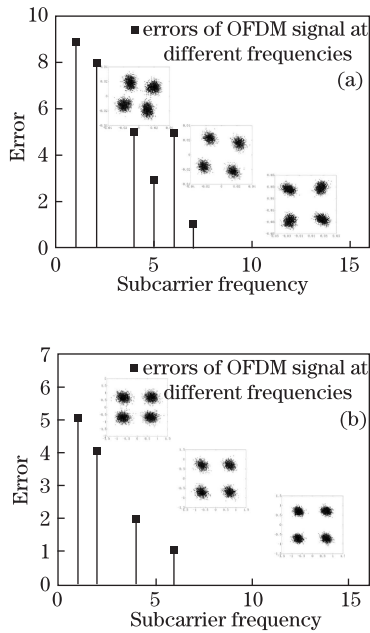 10
errors of OFDM signal at
different frequencies
8
(a)
6
Error
4
2
0
0 5 10 15
Subcarrier frequency
7
errors of OFDM signal at
different frequencies
6
(b)
5
4
Error
3
2
1
0
0 5 10 15
Subcarrier frequency